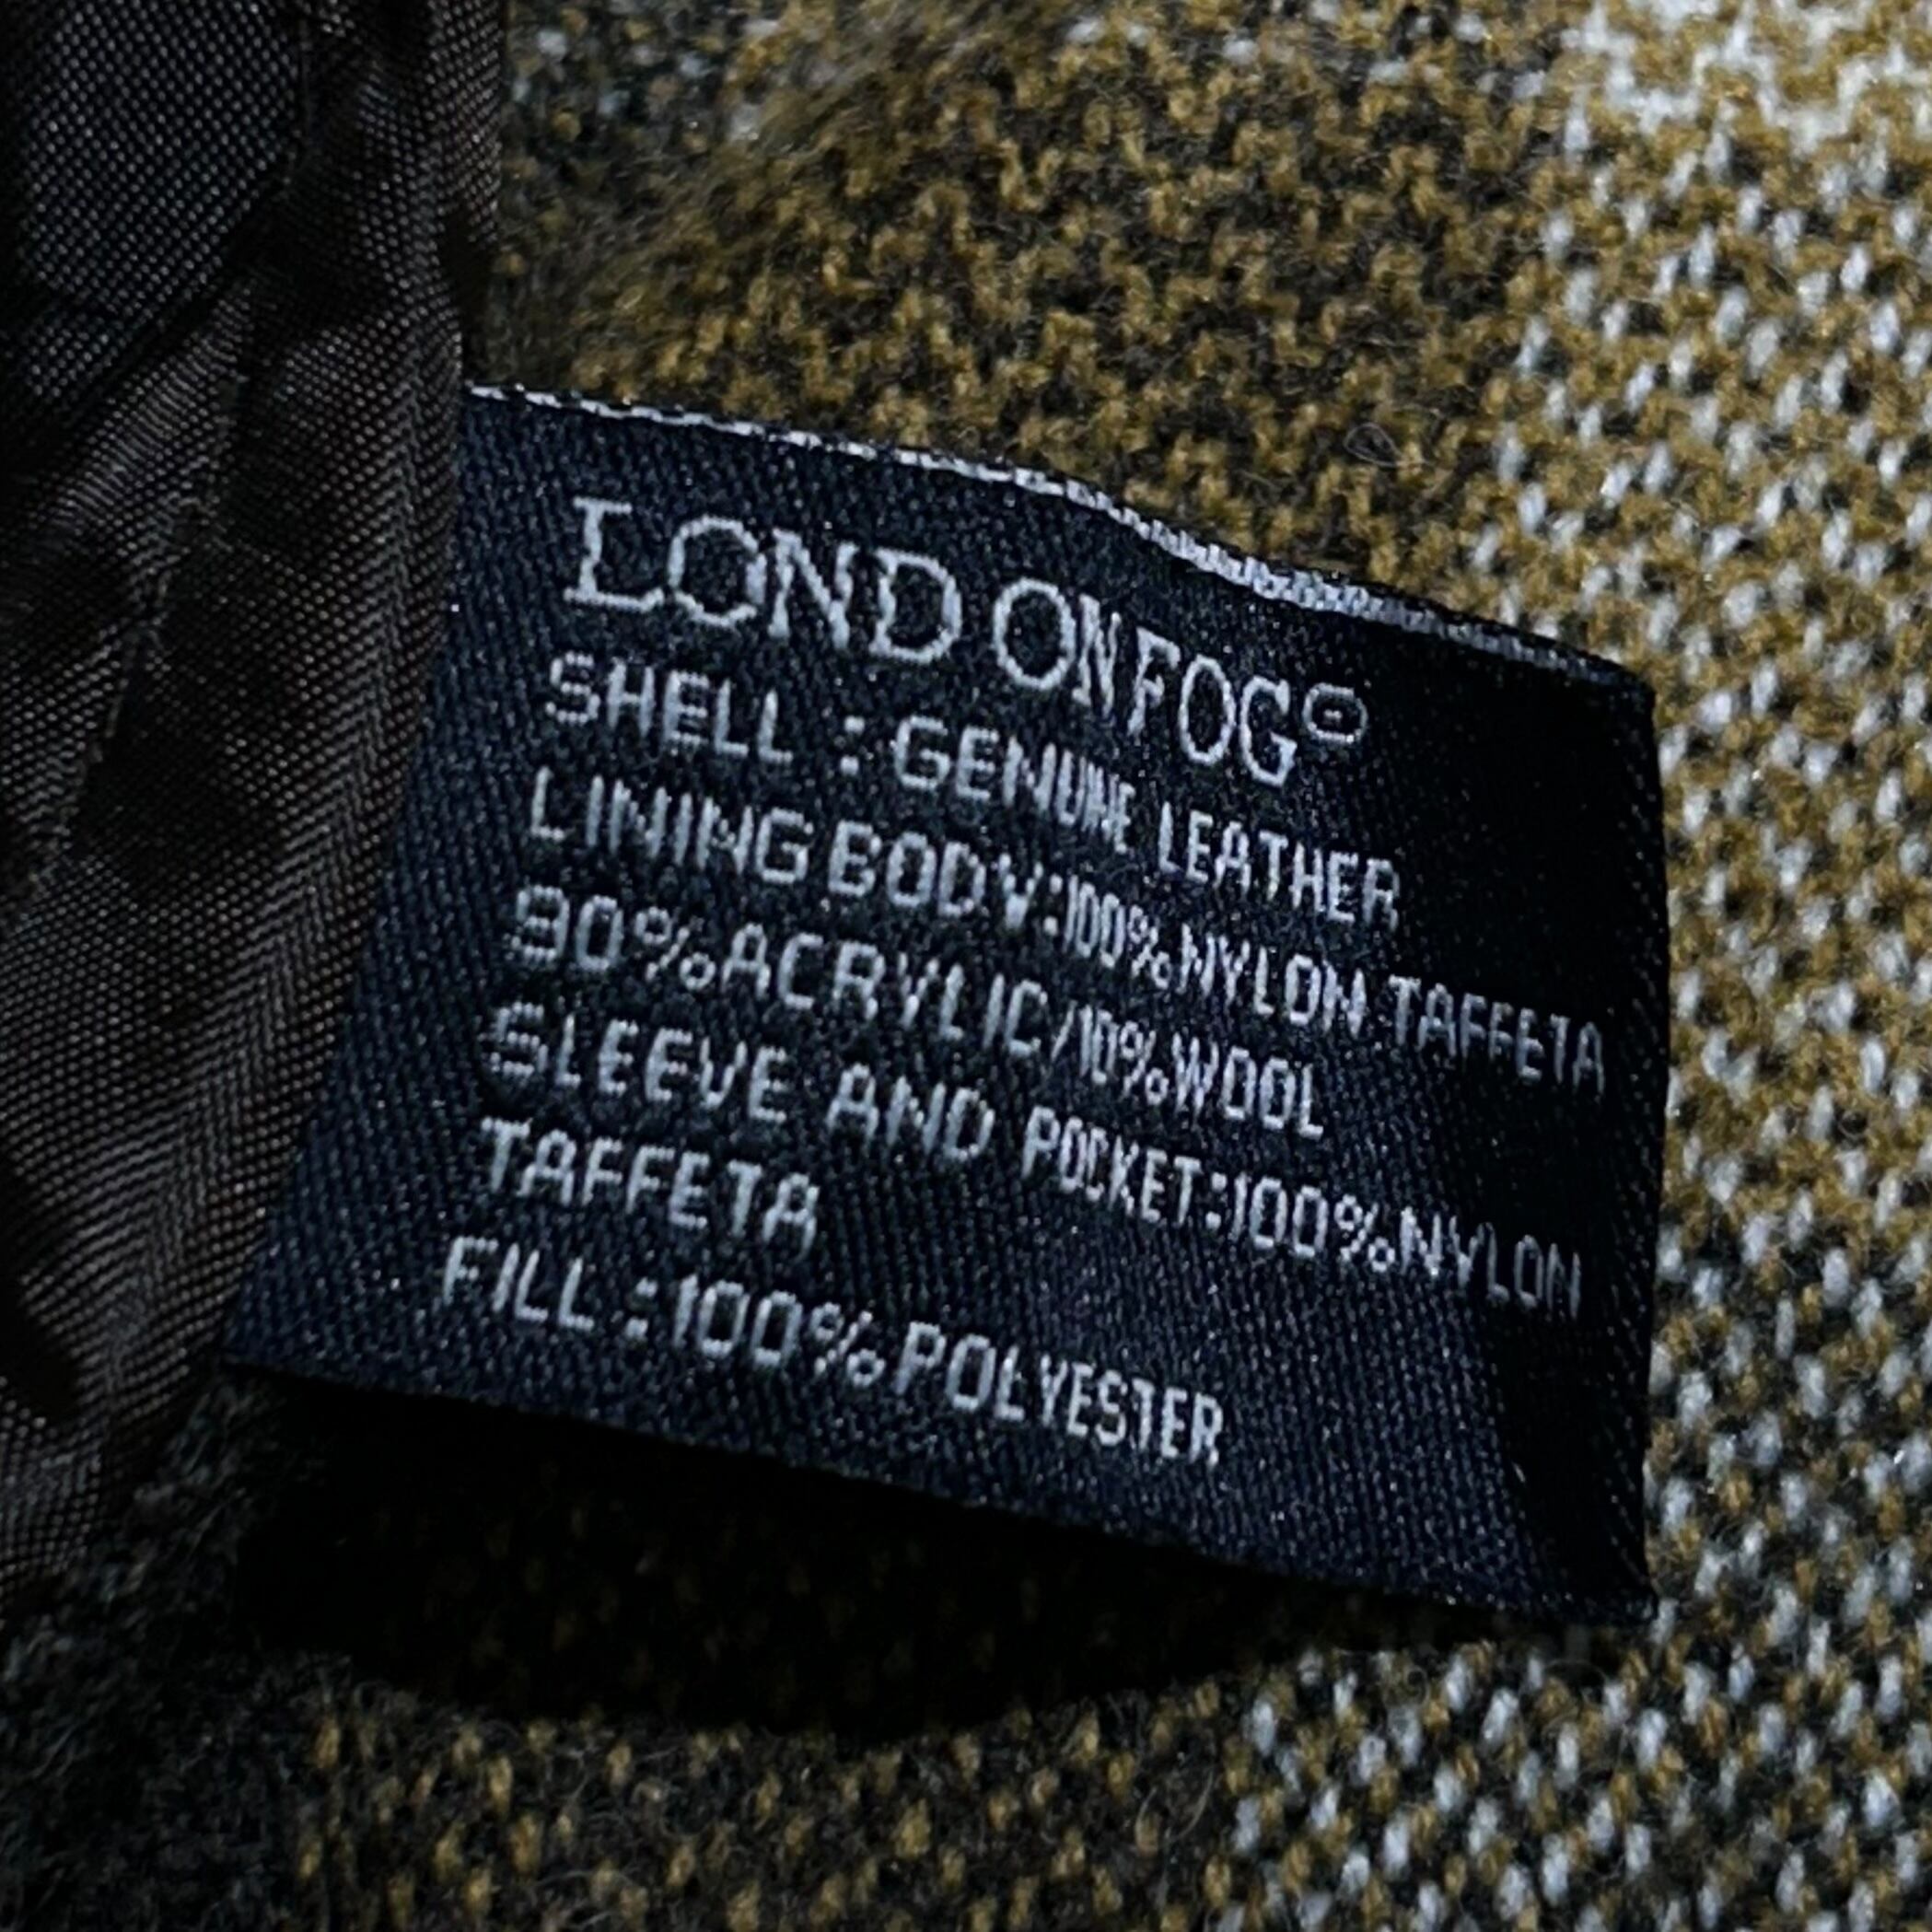 LONDON FOG®
SHELL : GENUINE LEATHER
LINING BODY:100%NYLON TAFFETA
90%ACRYLIC/10%WOOL
SLEEVE AND POCKET:100%NYLON
TAFFETA
FILL:100%POLYESTER